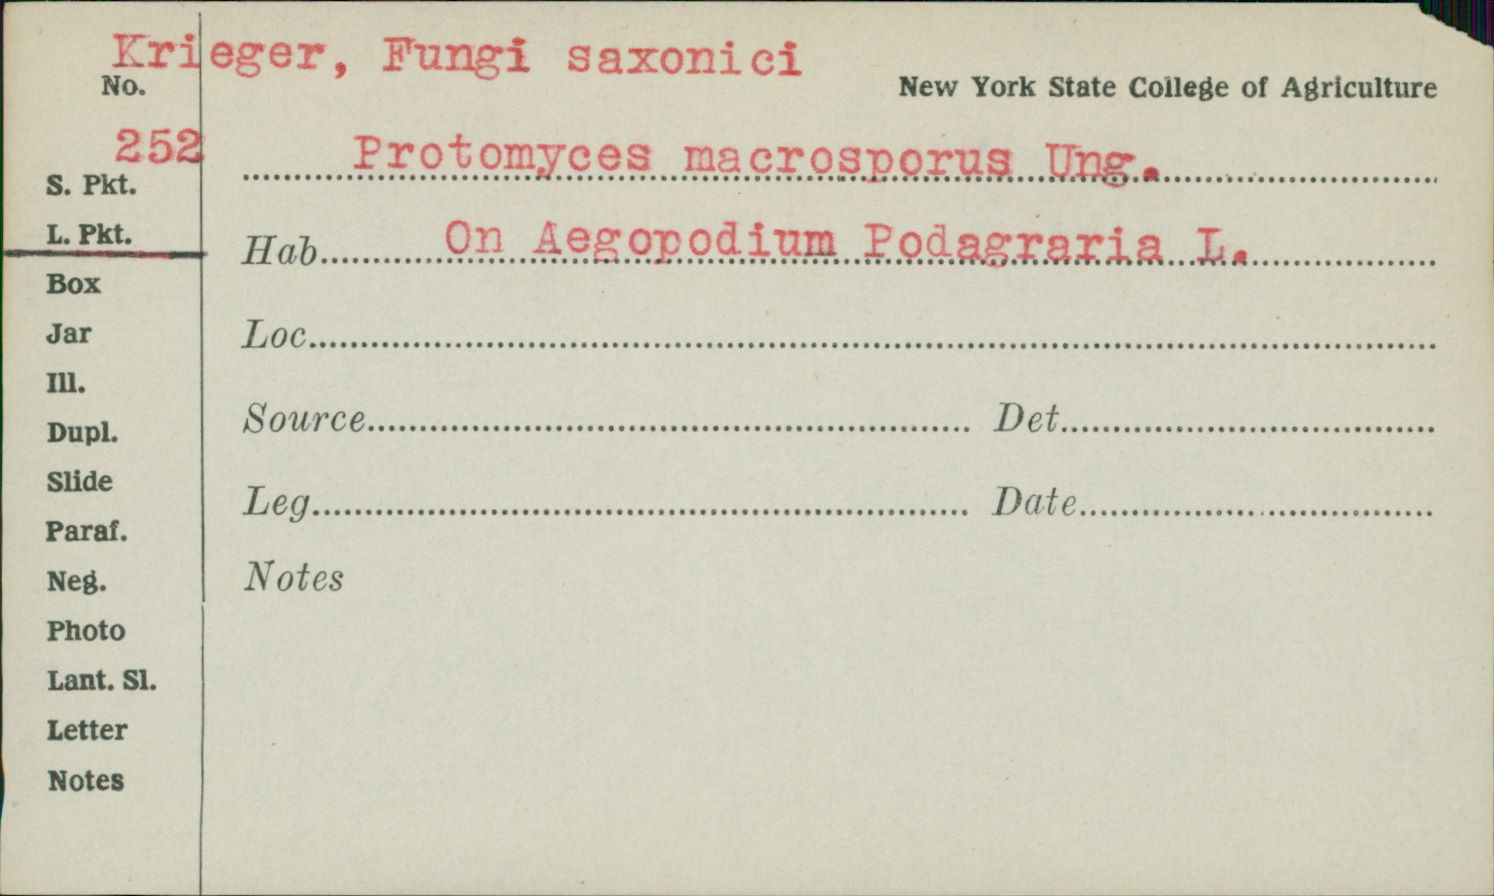 Krieger, Fungi saxonici
No.
New York State College of Agriculture
252
Protomyces macrosporus Ung.
S. Pkt.
L. Pkt.
Hab. On Aegopodium Podagraria L.
Box
Jar
Loc.
Ill.
Dupl.
Source Det.
Slide
Leg. Date
Paraf.
Neg.
Notes
Photo
Lant. Sl.
Letter
Notes